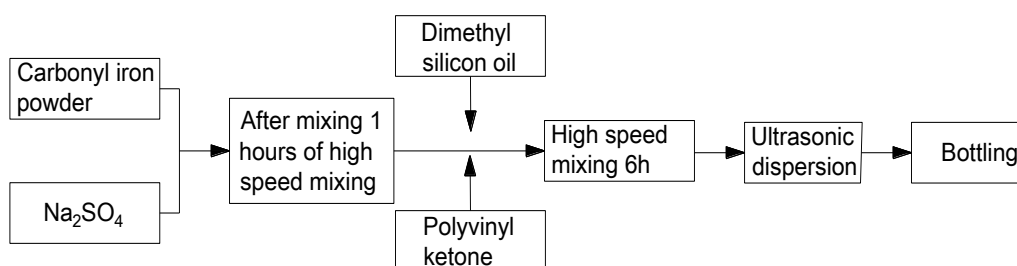 Carbonyl iron
powder
Na₂SO₄
After mixing 1
hours of high
speed mixing
Dimethyl
silicon oil
Polyvinyl
ketone
High speed
mixing 6h
Ultrasonic
dispersion
Bottling